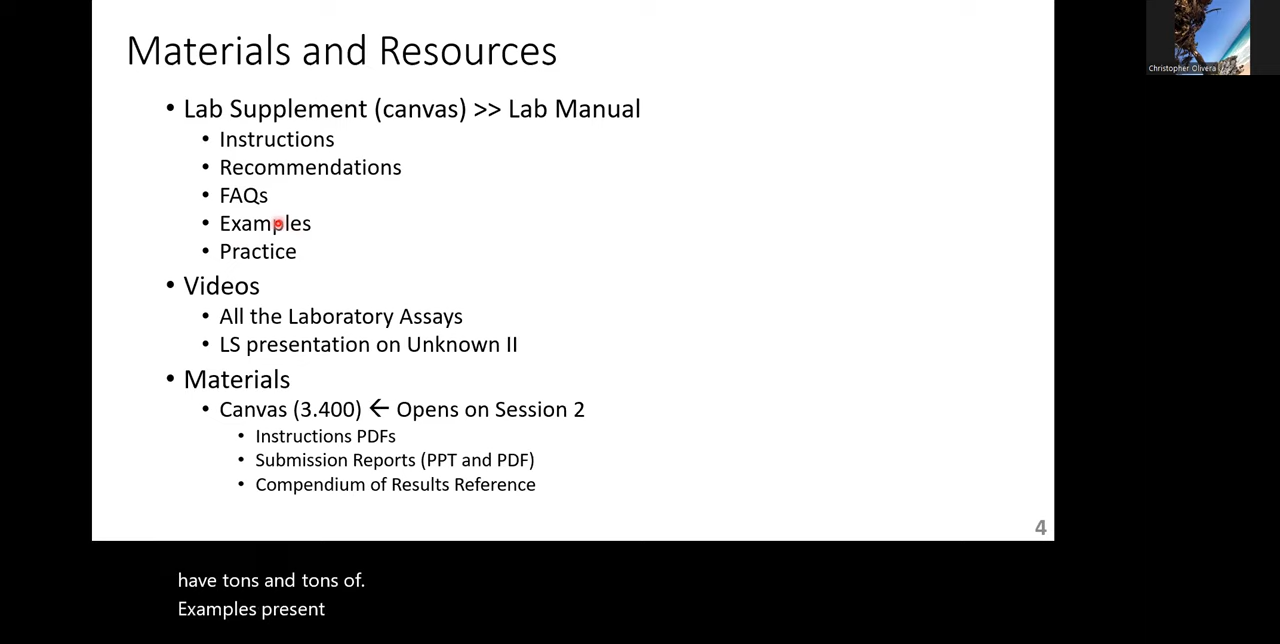 Materials and Resources
Christopher Olivera
• Lab Supplement (canvas) >> Lab Manual
• Instructions
• Recommendations
• FAQs
• Examples
• Practice
• Videos
• All the Laboratory Assays
• LS presentation on Unknown II
• Materials
• Canvas (3.400) ← Opens on Session 2
• Instructions PDFs
• Submission Reports (PPT and PDF)
• Compendium of Results Reference
4
have tons and tons of.
Examples present